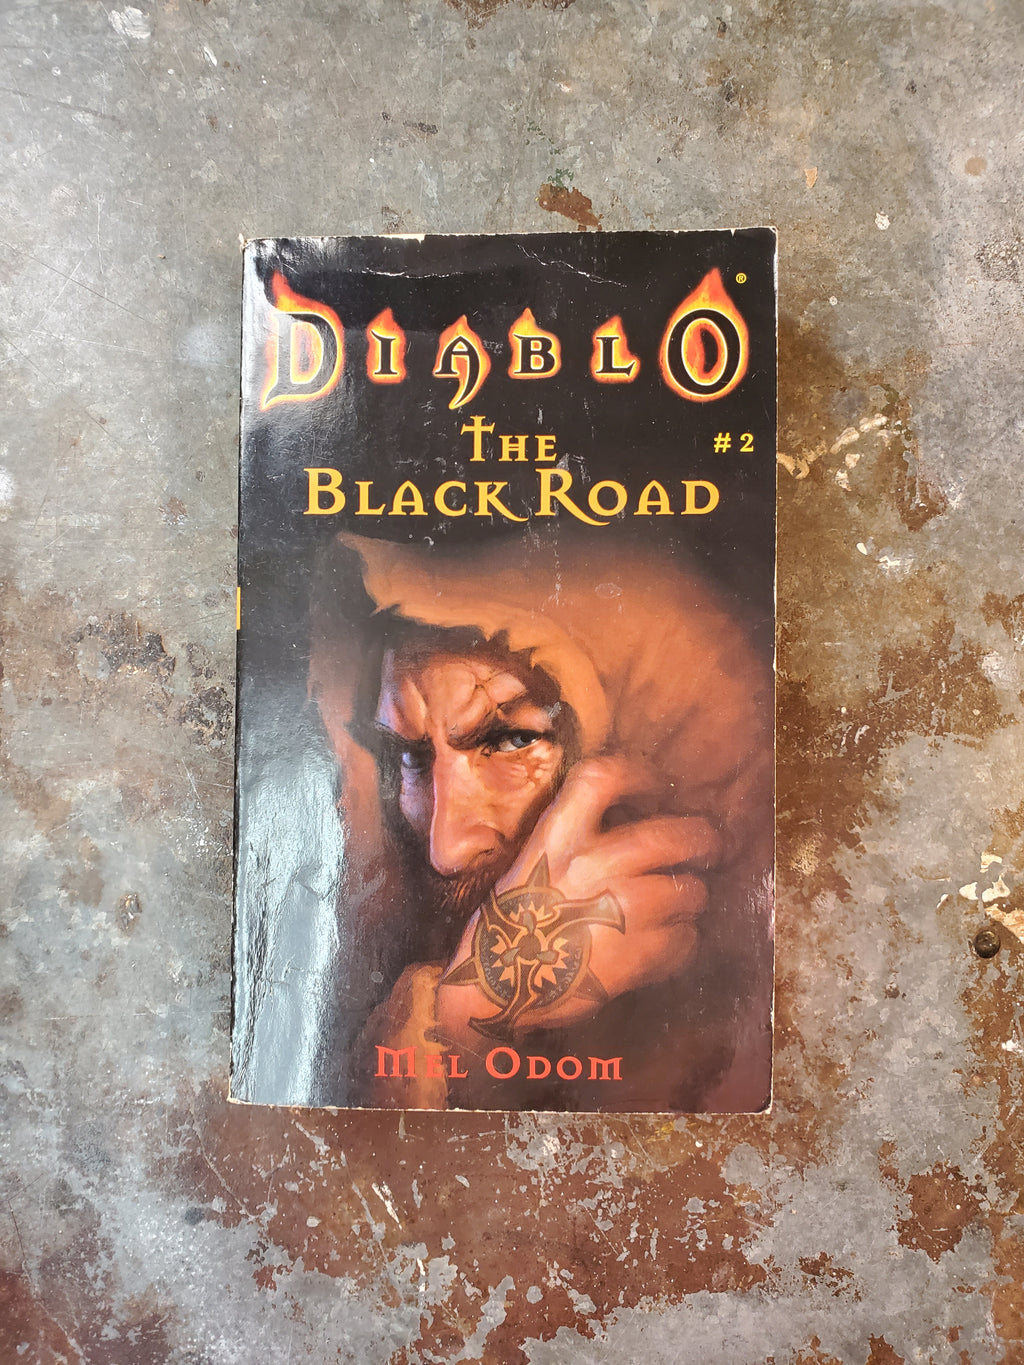 DIABLO®
THE
#2
BLACK ROAD
MEL ODOM